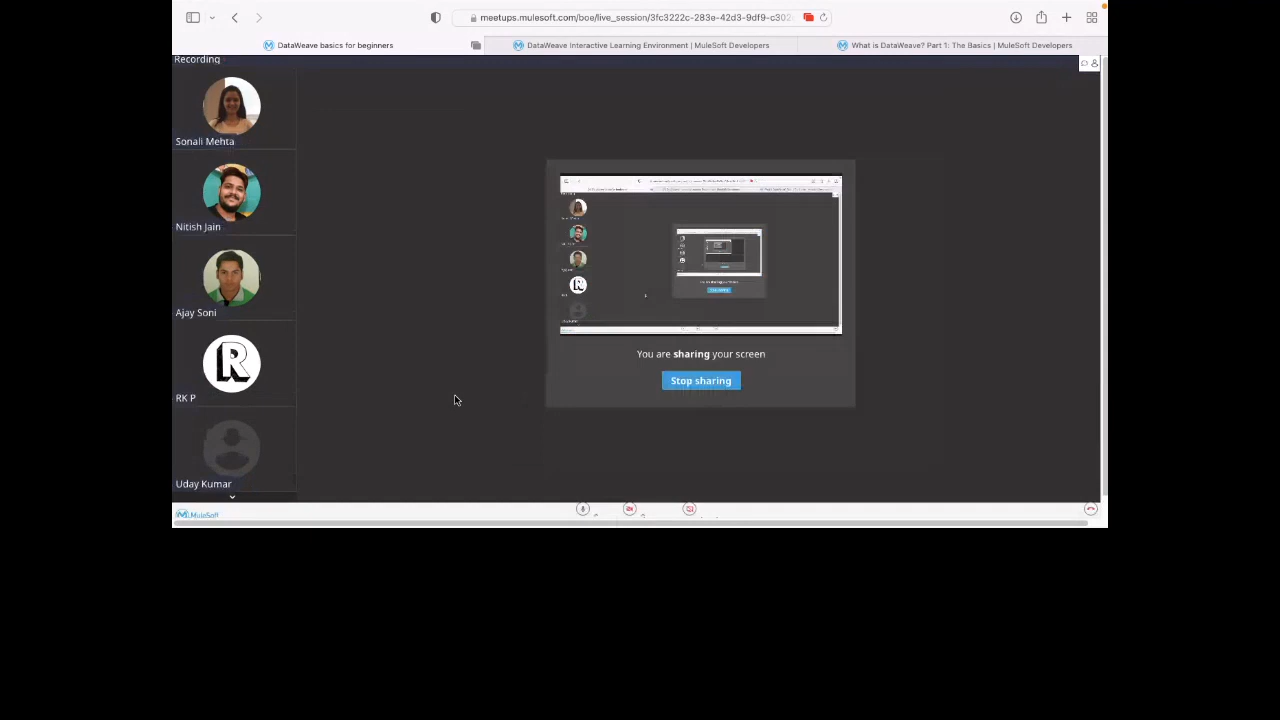 meetups.mulesoft.com/boe/live_session/3fc3222c-283e-42d3-9df9-c302
DataWeave basics for beginners
DataWeave Interactive Learning Environment | MuleSoft Developers
What is DataWeave? Part 1: The Basics | MuleSoft Developers
Recording
Sonali Mehta
Nitish Jain
Ajay Soni
R
RK P
Uday Kumar
You are sharing your screen
Stop sharing
MuleSoft